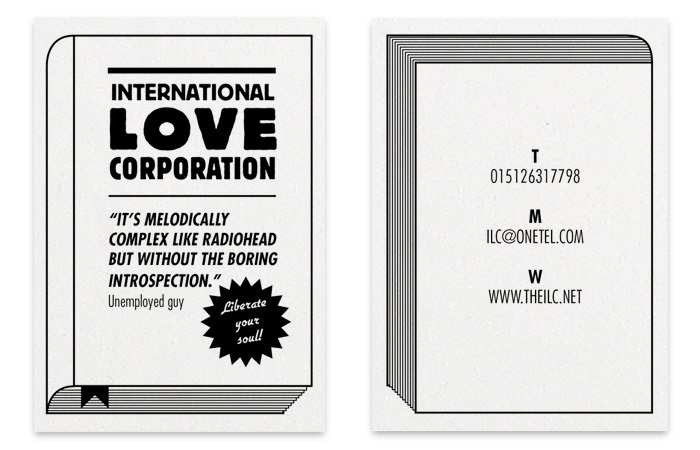 INTERNATIONAL
LOVE
CORPORATION
“IT’S MELODICALLY
COMPLEX LIKE RADIOHEAD
BUT WITHOUT THE BORING
INTROSPECTION.”
Unemployed guy
Liberate
your
soul!
T
015126317798
M
ILC@ONETEL.COM
W
WWW.THEILC.NET